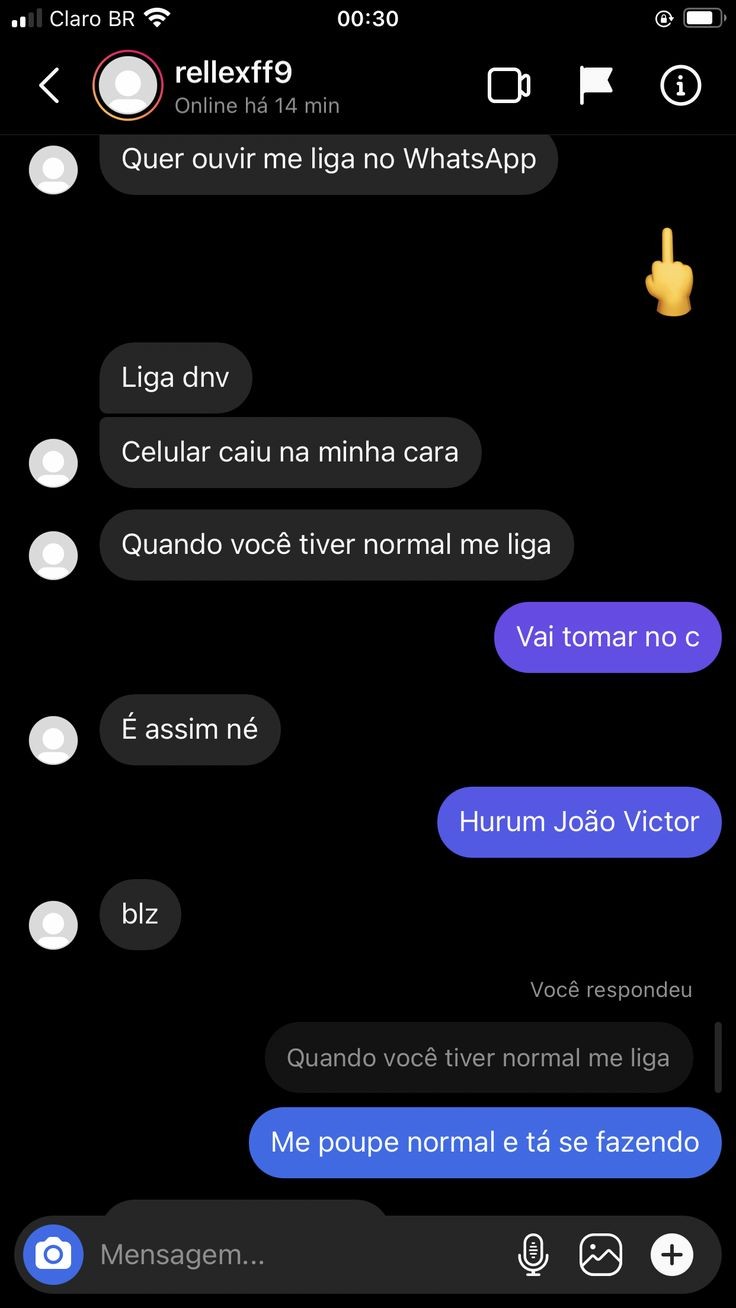 Claro BR
00:30
rellexff9
Online há 14 min
Quer ouvir me liga no WhatsApp
Liga dnv
Celular caiu na minha cara
Quando você tiver normal me liga
Vai tomar no c
É assim né
Hurum João Victor
blz
Você respondeu
Quando você tiver normal me liga
Me poupe normal e tá se fazendo
Mensagem...